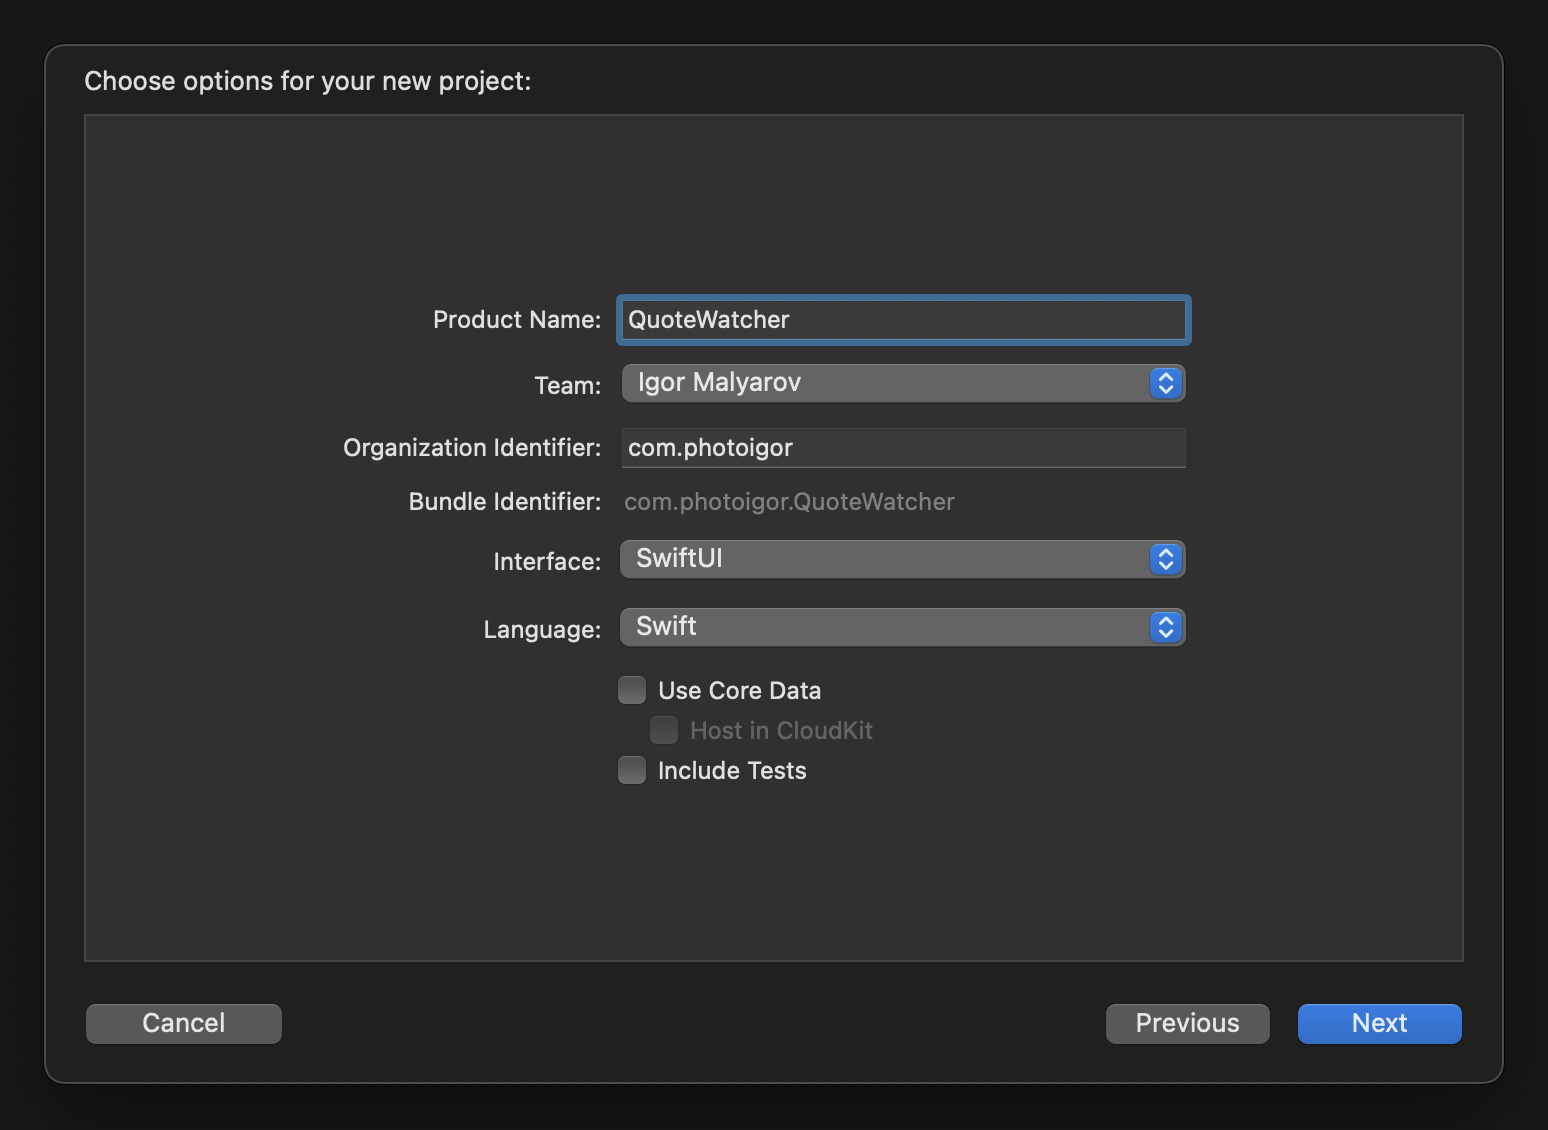 Choose options for your new project:
Product Name: QuoteWatcher
Team: Igor Malyarov
Organization Identifier: com.photoigor
Bundle Identifier: com.photoigor.QuoteWatcher
Interface: SwiftUI
Language: Swift
Use Core Data
Host in CloudKit
Include Tests
Cancel Previous Next